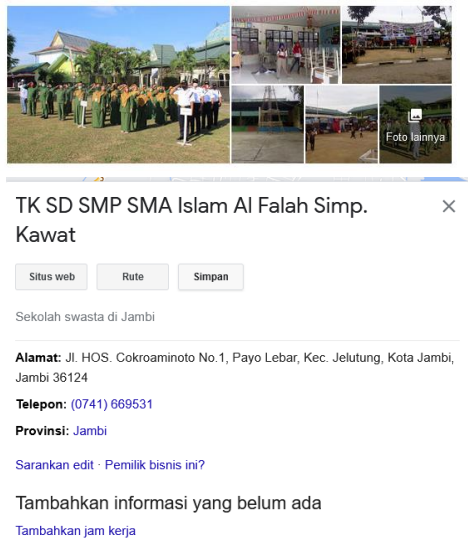 Foto lainnya
TK SD SMP SMA Islam Al Falah Simp.
Kawat
Situs web
Rute
Simpan
Sekolah swasta di Jambi
Alamat: Jl. HOS. Cokroaminoto No.1, Payo Lebar, Kec. Jelutung, Kota Jambi,
Jambi 36124
Telepon: (0741) 669531
Provinsi: Jambi
Sarankan edit · Pemilik bisnis ini?
Tambahkan informasi yang belum ada
Tambahkan jam kerja